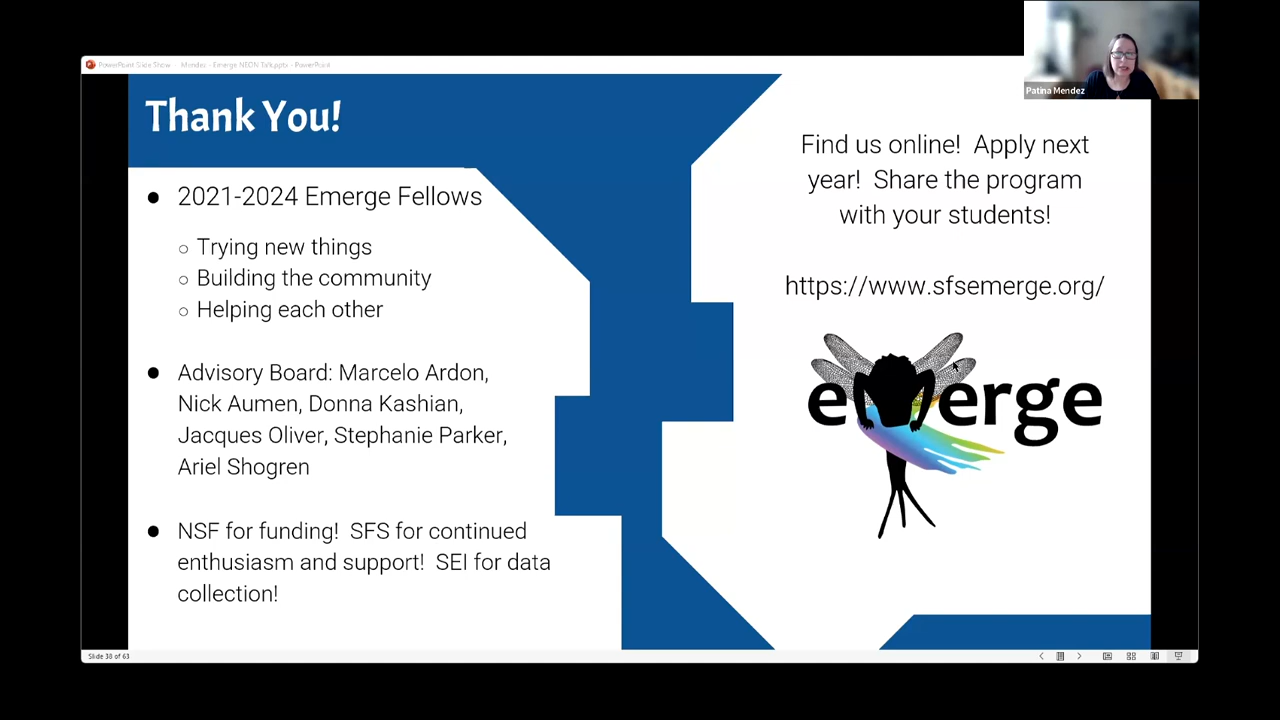 PowerPoint Slide Show - Mendez - Emerge NEON Talk.pptx - PowerPoint
Patina Mendez
Thank You!
● 2021-2024 Emerge Fellows
○ Trying new things
○ Building the community
○ Helping each other
● Advisory Board: Marcelo Ardon,
Nick Aumen, Donna Kashian,
Jacques Oliver, Stephanie Parker,
Ariel Shogren
● NSF for funding! SFS for continued
enthusiasm and support! SEI for data
collection!
Find us online! Apply next
year! Share the program
with your students!
https://www.sfsemerge.org/
emerge
Slide 38 of 63